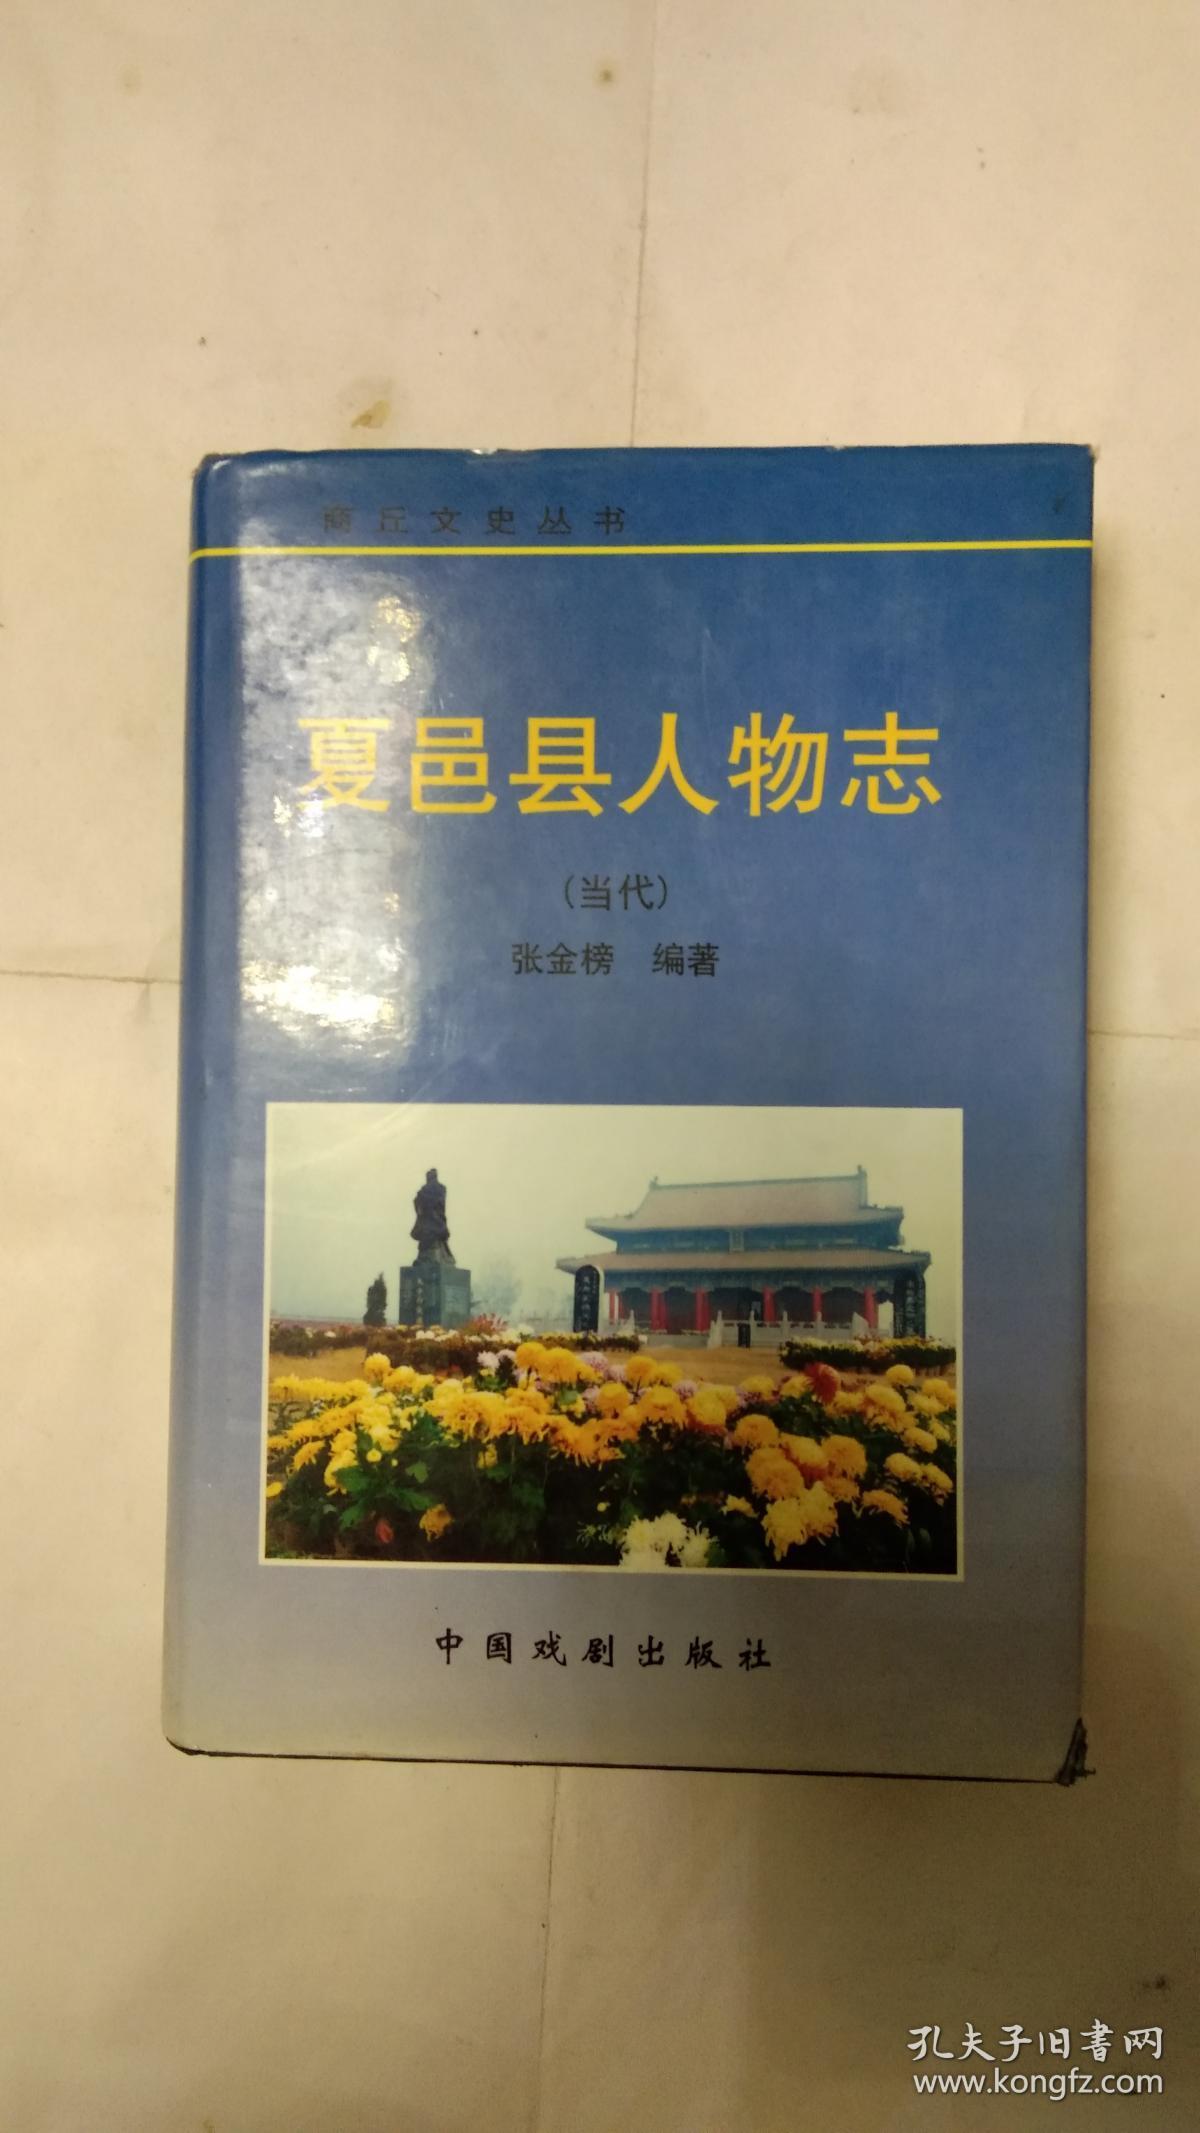 商丘文史丛书
夏邑县人物志
（当代）
张金榜 编著
中国戏剧出版社
孔夫子旧書网
www.kongfz.com